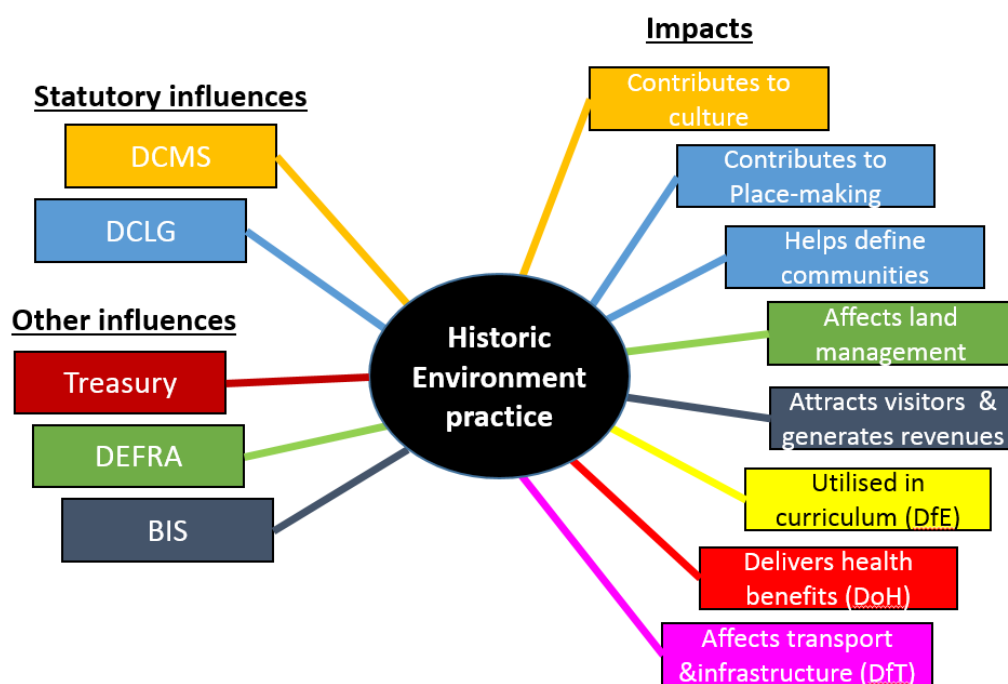 Statutory influences
DCMS
DCLG
Other influences
Treasury
DEFRA
BIS
Historic
Environment
practice
Impacts
Contributes to
culture
Contributes to
Place-making
Helps define
communities
Affects land
management
Attracts visitors &
generates revenues
Utilised in
curriculum (DfE)
Delivers health
benefits (DoH)
Affects transport
&infrastructure (DfT)